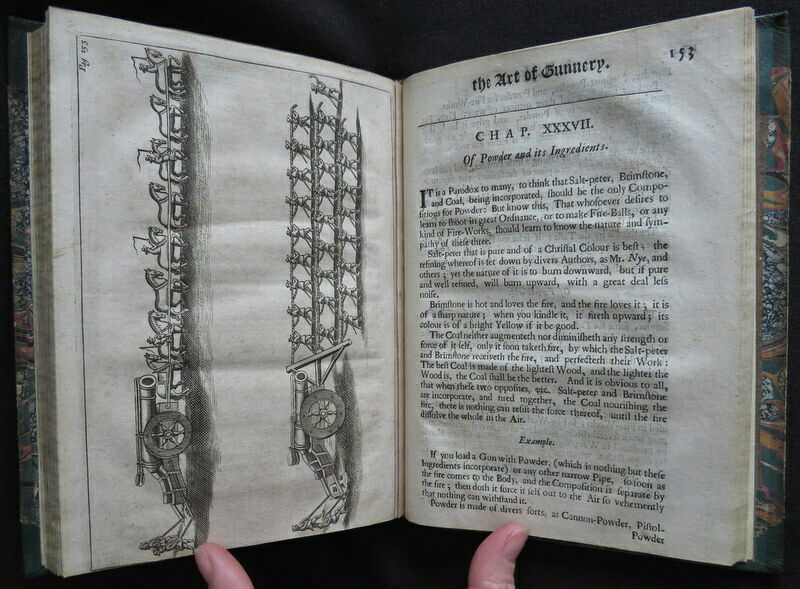 Pag 153
the Art of Gunnery.
153
CHAP. XXXVII.
Of Powder and its Ingredients.
IT is a Parodox to many, to think that Salt-peter, Brimſtone,
and Coal, being incorporated, ſhould be the only Compo-
ſitions for Powder: But know this, That whoſoever deſires to
learn to ſhoot in great Ordnance, or to make Fire-Balls, or any
kind of Fire-Works, ſhould learn to know the nature and ſym-
pathy of theſe three.
Salt-peter that is pure and of a Chriſtal Colour is beſt; the
refining whereof is ſet down by divers Authors, as Mr. Nye, and
others; yet the nature of it is to burn downward, but if pure
and well refined, will burn upward, with a great deal leſs
noiſe.
Brimſtone is hot and loves the fire, and the fire loves it; it is
of a ſharp nature; when you kindle it, it fireth upward; its
colour is of a bright Yellow if it be good.
The Coal neither augmenteth nor diminiſheth any ſtrength or
force of it ſelf, only it ſoon taketh fire, by which the Salt-peter
and Brimſtone receiveth the fire, and perfecteth their Work:
The beſt Coal is made of the lighteſt Wood, and the lighter the
Wood is, the Coal ſhall be the better. And it is obvious to all,
that when theſe two oppoſites, viz. Salt-peter and Brimſtone
are incorporate, and fired together, the Coal nouriſhing the
fire, there is nothing can reſiſt the force thereof, until the fire
diſſolve the whole in the Air.
Example.
If you load a Gun with Powder, (which is nothing but theſe
Ingredients incorporate) or any other narrow Pipe, ſo ſoon as
the fire comes to the Body, and the Compoſition is ſeparate by
the fire; then doth it force it ſelf out to the Air ſo vehemently
that nothing can withſtand it.
Powder is made of divers ſorts, as Cannon-Powder, Piſtol-
Powder